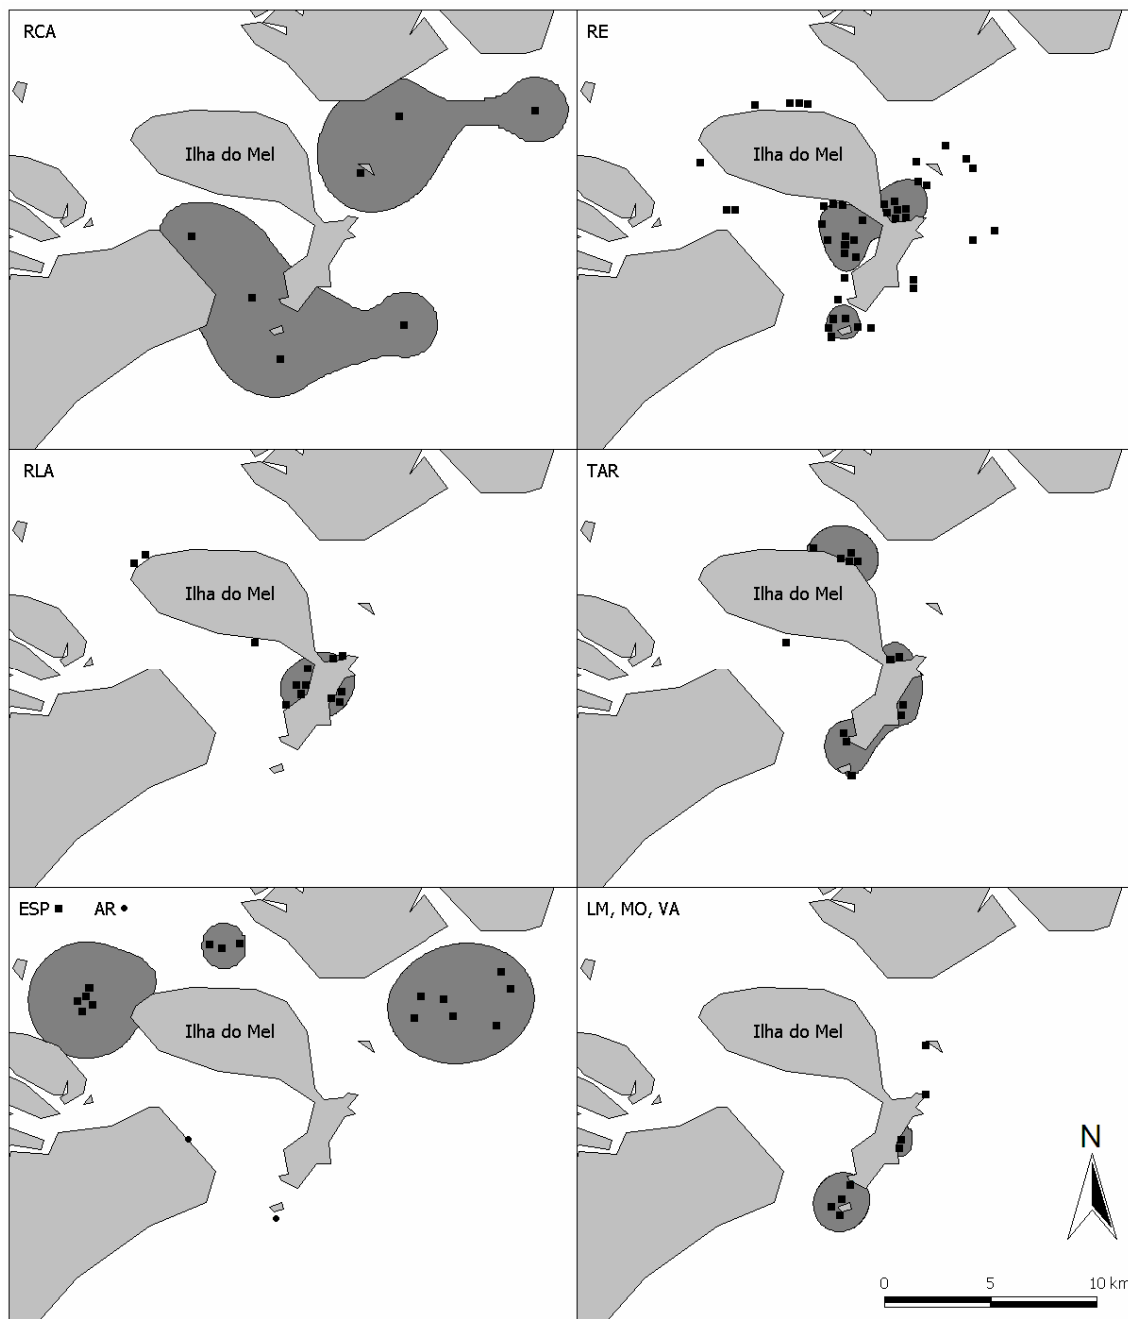 RCA
Ilha do Mel
RE
Ilha do Mel
RLA
Ilha do Mel
TAR
Ilha do Mel
ESP AR
Ilha do Mel
LM, MO, VA
Ilha do Mel
N
0 5 10 km